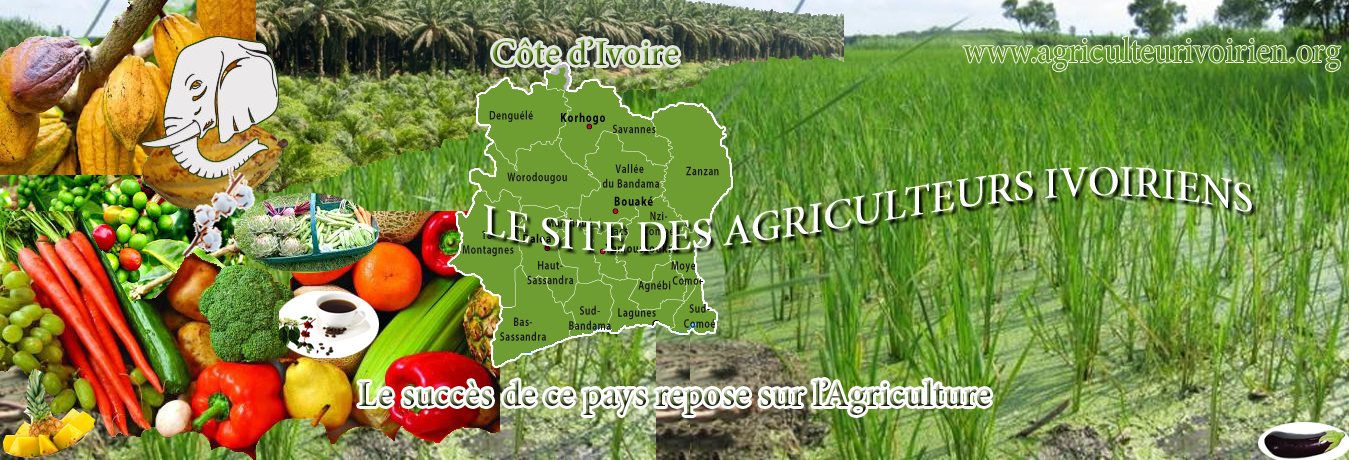 Côte d'Ivoire
www.agriculteurivoirien.org
Denguélé
Korhogo
Savannes
Worodougou
Vallée
du Bandama
Zanzan
Bouaké
Nzi-
LE SITE DES AGRICULTEURS IVOIRIENS
Montagnes
Haut-
Sassandra
Moye
Comoé
Agnébi
Sud-
Bandama
Lagunes
Sud-
Comoé
Bas-
Sassandra
Le succès de ce pays repose sur l'Agriculture